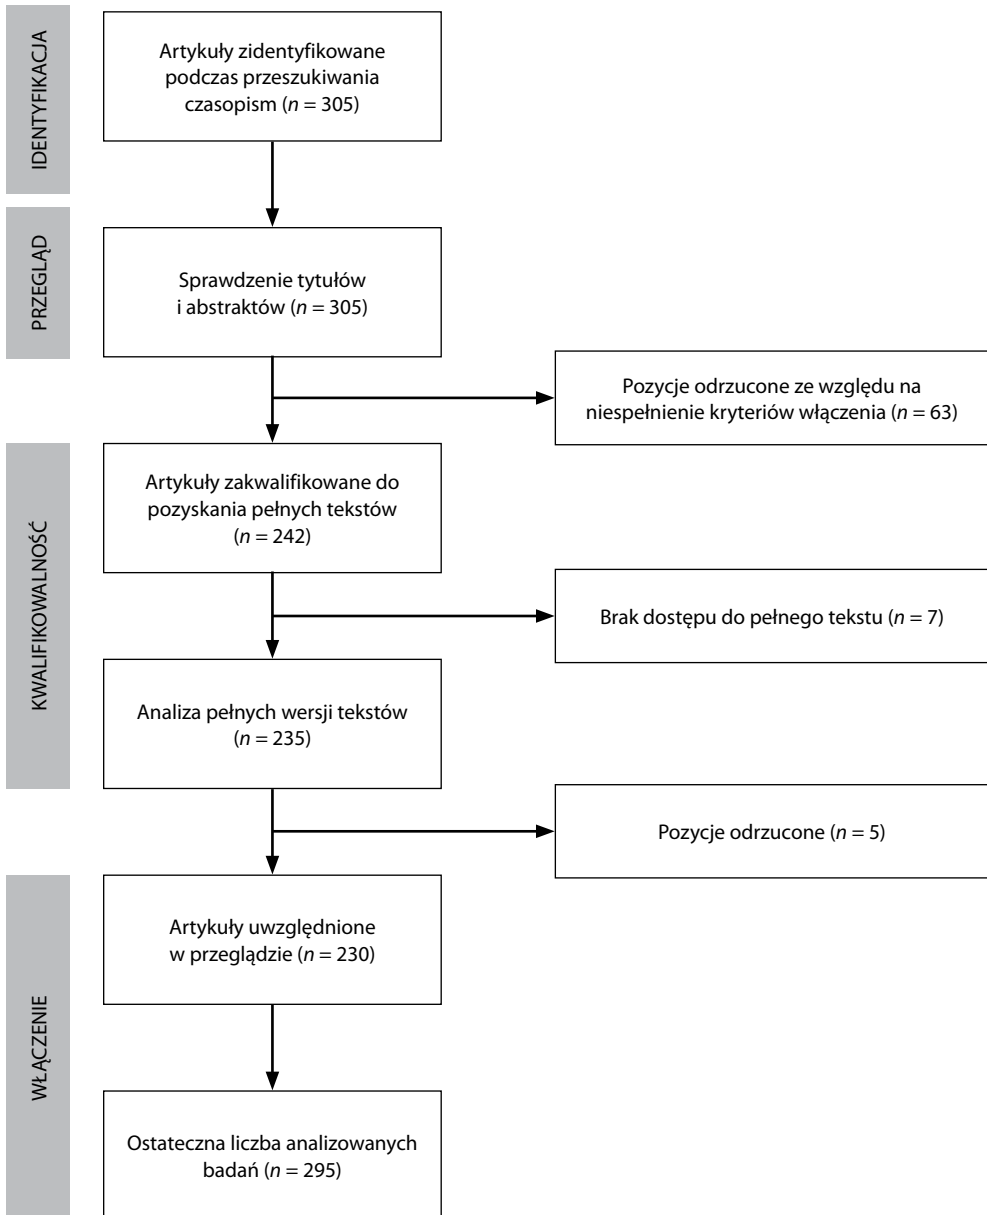 IDENTYFIKACJA
Artykuły zidentyfikowane
podczas przeszukiwania
czasopism (n = 305)
PRZEGLĄD
Sprawdzenie tytułów
i abstraktów (n = 305)
Pozycje odrzucone ze względu na
niespełnienie kryteriów włączenia (n = 63)
KWALIFIKOWALNOŚĆ
Artykuły zakwalifikowane do
pozyskania pełnych tekstów
(n = 242)
Brak dostępu do pełnego tekstu (n = 7)
Analiza pełnych wersji tekstów
(n = 235)
Pozycje odrzucone (n = 5)
WŁĄCZENIE
Artykuły uwzględnione
w przeglądzie (n = 230)
Ostateczna liczba analizowanych
badań (n = 295)